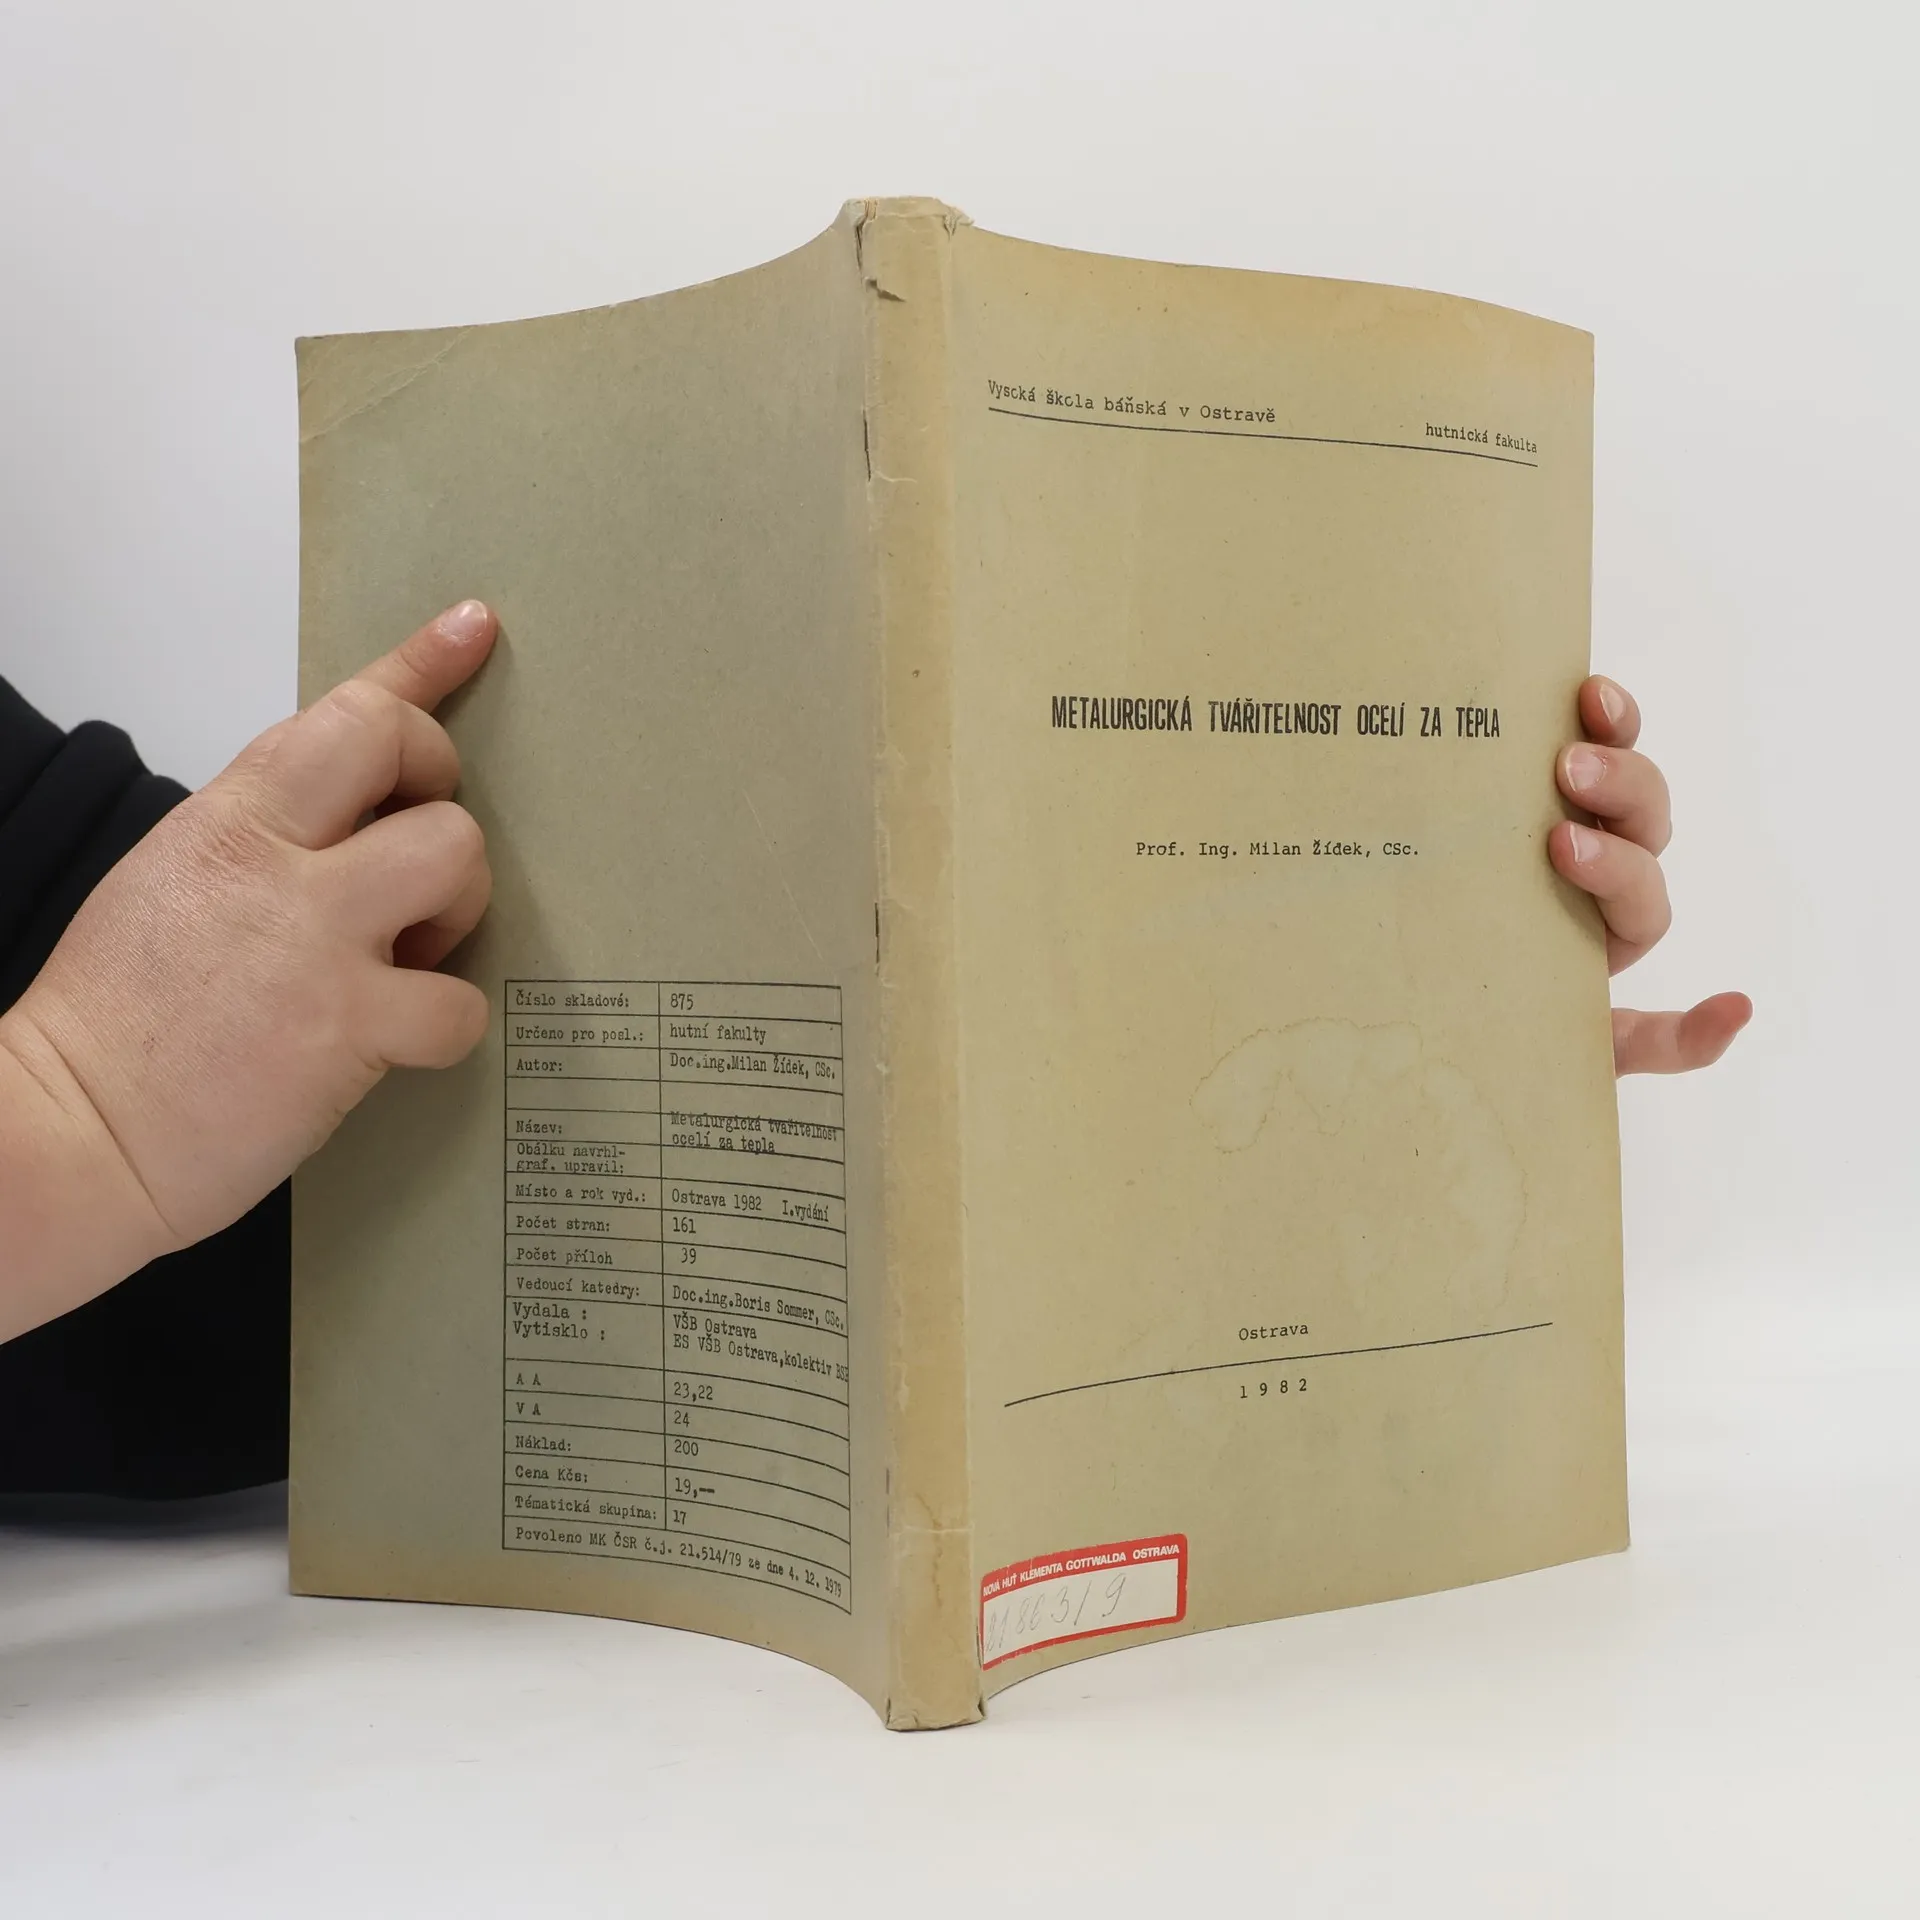 Vysoká škola báňská v Ostravě
hutnická fakulta
METALURGICKÁ TVÁŘITELNOST OCELÍ ZA TEPLA
Prof. Ing. Milan Žídek, CSc.
Ostrava
1982
NOVÁ HUŤ KLEMENTA GOTTWALDA OSTRAVA
Číslo skladové: 875
Určeno pro posl.: hutní fakulty
Autor: Doc.ing.Milan Žídek, CSc.
Název: Metalurgická tvařitelnost
ocelí za tepla
Obálku navrhl-
graf. upravil:
Místo a rok vyd.: Ostrava 1982 I.vydání
Počet stran: 161
Počet příloh 39
Vedoucí katedry: Doc.ing.Boris Sommer, CSc.
Vydala : VŠB Ostrava
Vytisklo : ES VŠB Ostrava,kolektiv
A A 23,22
V A 24
Náklad: 200
Cena Kčs: 19,--
Tématická skupina: 17
Povoleno MK ČSR č.j. 21.514/79 ze dne 4. 12. 1979